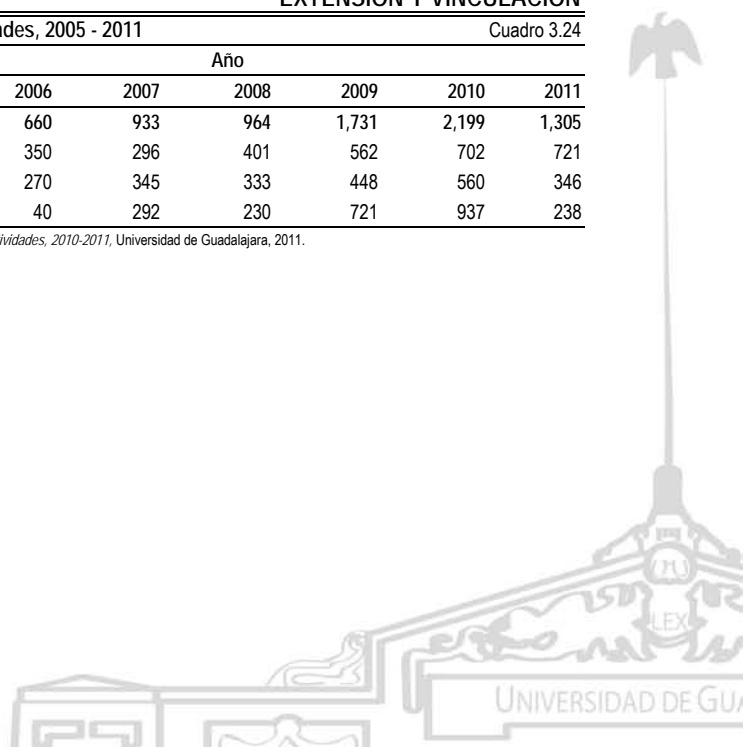 EXTENSIÓN Y VINCULACIÓN
ades, 2005 - 2011 Cuadro 3.24
Año
2006 2007 2008 2009 2010 2011
660 933 964 1,731 2,199 1,305
350 296 401 562 702 721
270 345 333 448 560 346
40 292 230 721 937 238
ividades, 2010-2011, Universidad de Guadalajara, 2011.
LEX
UNIVERSIDAD DE GUA